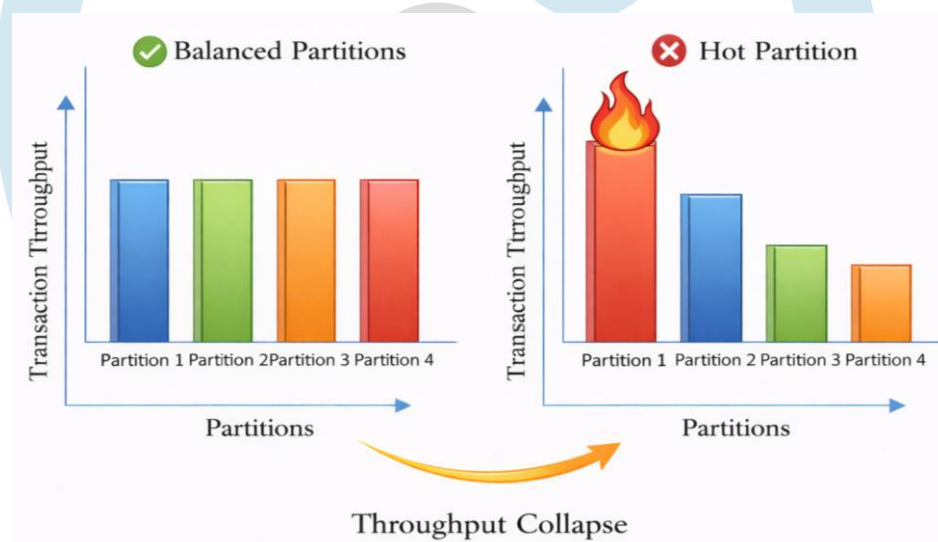 Balanced Partitions
Transaction Tirroughput
Partition 1 Partition 2Partition 3 Partition 4
Partitions
Hot Partition
Transaction Tirroughput
Partition 1 Partition 2 Partition 3 Partition 4
Partitions
Throughput Collapse